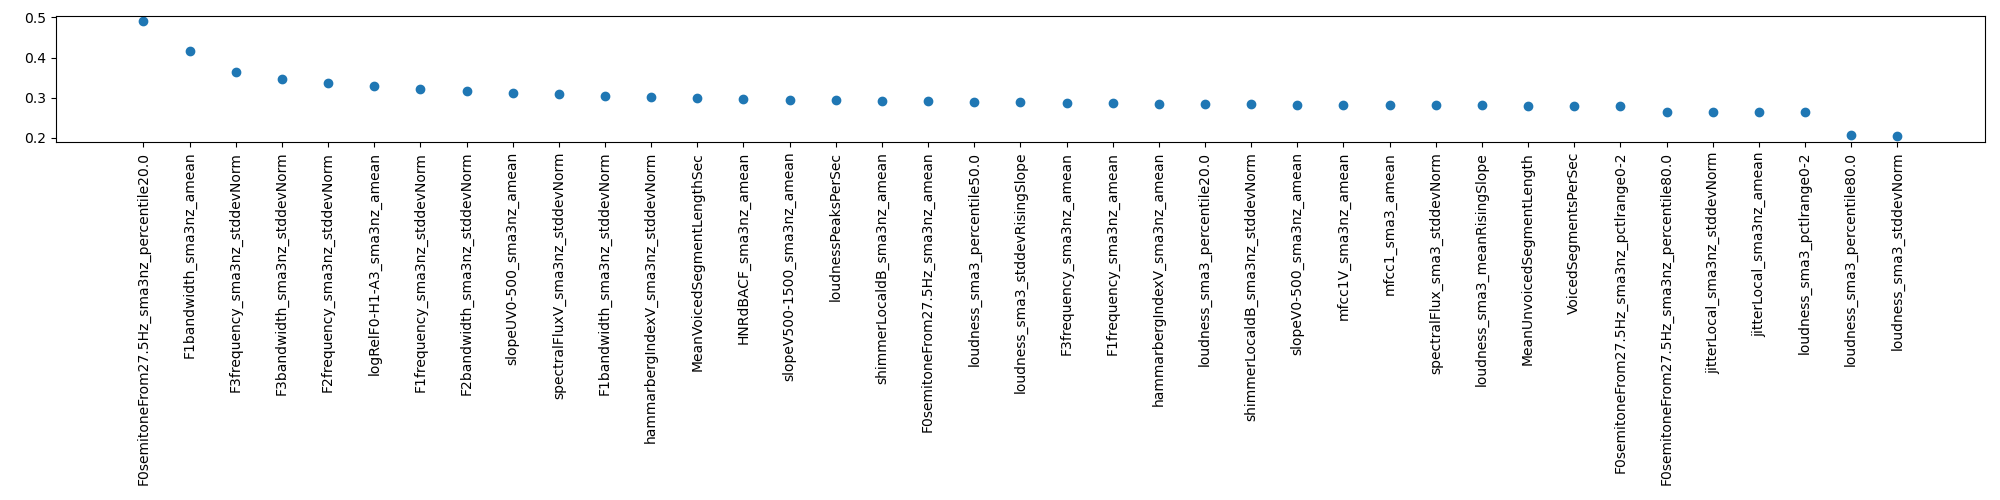 0.5
0.4
0.3
0.2
F0semitoneFrom27.5Hz_sma3nz_percentile20.0
F1bandwidth_sma3nz_amean
F3frequency_sma3nz_stddevNorm
F3bandwidth_sma3nz_stddevNorm
F2frequency_sma3nz_stddevNorm
logRelF0-H1-A3_sma3nz_amean
F1frequency_sma3nz_stddevNorm
F2bandwidth_sma3nz_stddevNorm
slopeUV0-500_sma3nz_amean
spectralFluxV_sma3nz_stddevNorm
F1bandwidth_sma3nz_stddevNorm
hammarbergIndexV_sma3nz_stddevNorm
MeanVoicedSegmentLengthSec
HNRdBACF_sma3nz_amean
slopeV500-1500_sma3nz_amean
loudnessPeaksPerSec
shimmerLocaldB_sma3nz_amean
F0semitoneFrom27.5Hz_sma3nz_amean
loudness_sma3_percentile50.0
loudness_sma3_stddevRisingSlope
F3frequency_sma3nz_amean
F1frequency_sma3nz_amean
hammarbergIndexV_sma3nz_amean
loudness_sma3_percentile20.0
shimmerLocaldB_sma3nz_stddevNorm
slopeV0-500_sma3nz_amean
mfcc1V_sma3nz_amean
mfcc1_sma3_amean
spectralFlux_sma3_stddevNorm
loudness_sma3_meanRisingSlope
MeanUnvoicedSegmentLength
VoicedSegmentsPerSec
F0semitoneFrom27.5Hz_sma3nz_pctlrange0-2
F0semitoneFrom27.5Hz_sma3nz_percentile80.0
jitterLocal_sma3nz_stddevNorm
jitterLocal_sma3nz_amean
loudness_sma3_pctlrange0-2
loudness_sma3_percentile80.0
loudness_sma3_stddevNorm